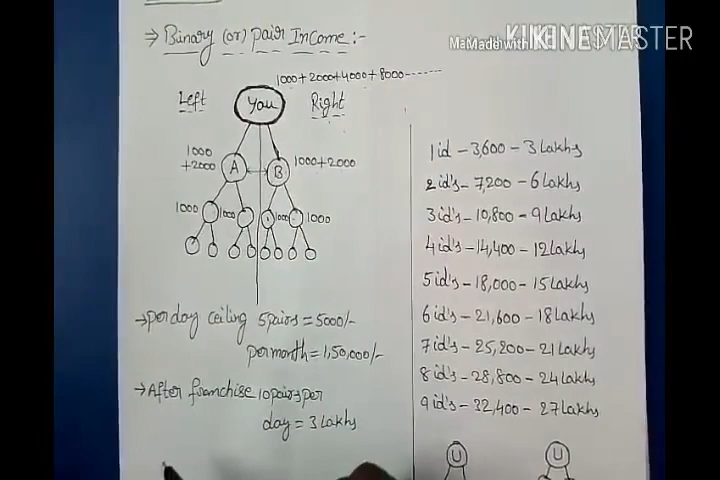 → Binary (or) pair Income:-
MaMade with KINEMASTER
1000+2000+4000+8000------
Left You Right
1000
+2000 A B 1000+2000
1000 1000 1000 1000
→ per day ceiling 5 pairs = 5000/-
per month = 1,50,000/-
→ After franchise 10 pairs per
day = 3 Lakhs
1 id - 3,600 - 3 Lakhs
2 id's - 7,200 - 6 Lakhs
3 id's - 10,800 - 9 Lakhs
4 id's - 14,400 - 12 Lakhs
5 id's - 18,000 - 15 Lakhs
6 id's - 21,600 - 18 Lakhs
7 id's - 25,200 - 21 Lakhs
8 id's - 28,800 - 24 Lakhs
9 id's - 32,400 - 27 Lakhs
U U